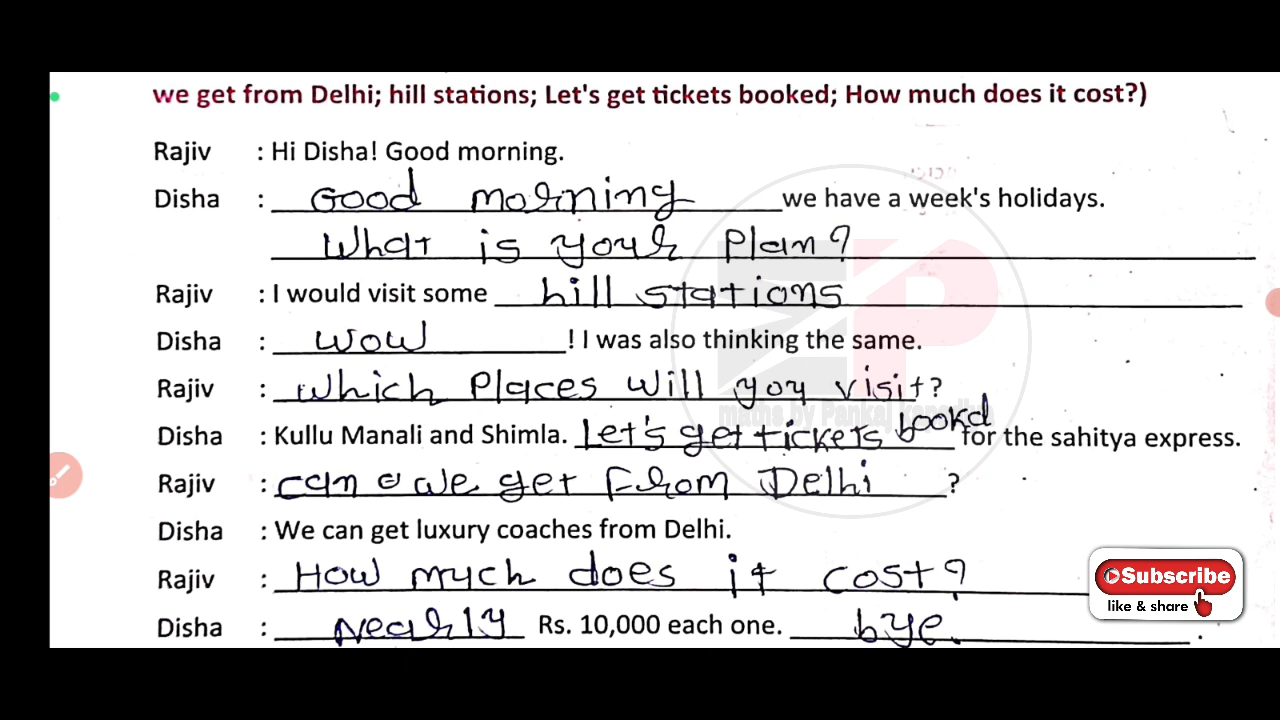 we get from Delhi; hill stations; Let's get tickets booked; How much does it cost?)
Rajiv : Hi Disha! Good morning.
Disha : Good morning we have a week's holidays.
What is your Plan?
Rajiv : I would visit some hill stations
Disha : wow ! I was also thinking the same.
Rajiv : which Places will you visit?
Disha : Kullu Manali and Shimla. Let's get tickets bookd for the sahitya express.
Rajiv : can we get From Delhi ?
Disha : We can get luxury coaches from Delhi.
Rajiv : How much does it cost?
Subscribe
like & share
Disha : Nearly Rs. 10,000 each one. bye. .